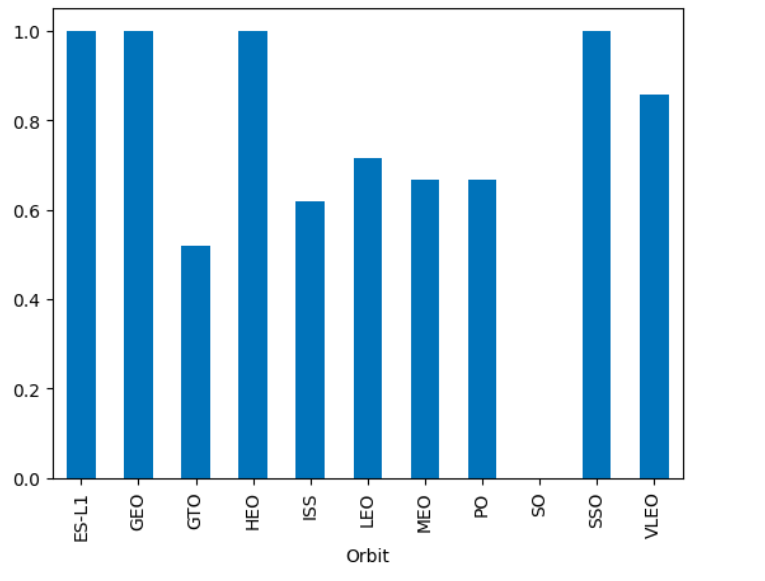 1.0
0.8
0.6
0.4
0.2
0.0
ES-L1
GEO
GTO
HEO
ISS
LEO
MEO
PO
SO
SSO
VLEO
Orbit